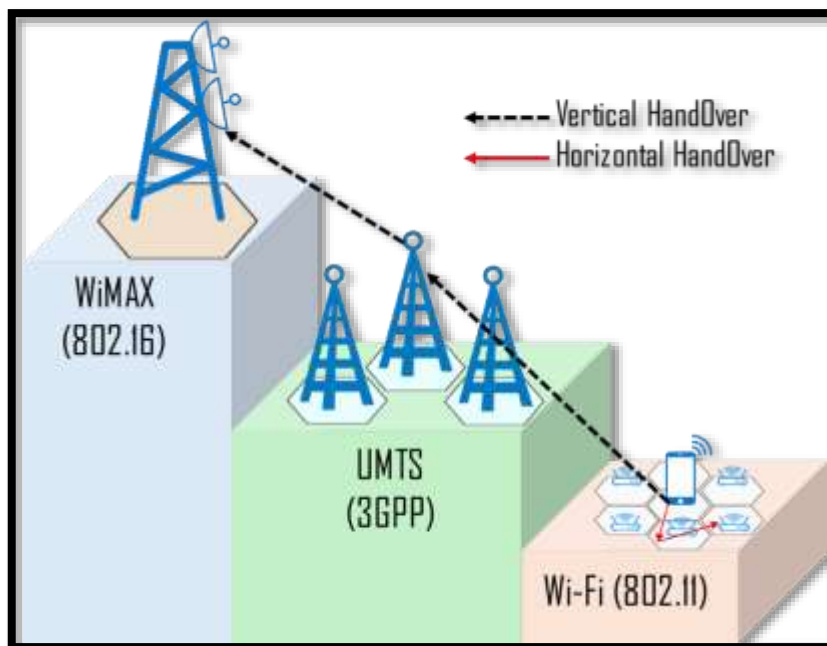 Vertical HandOver
Horizontal HandOver
WiMAX
(802.16)
UMTS
(3GPP)
Wi-Fi (802.11)